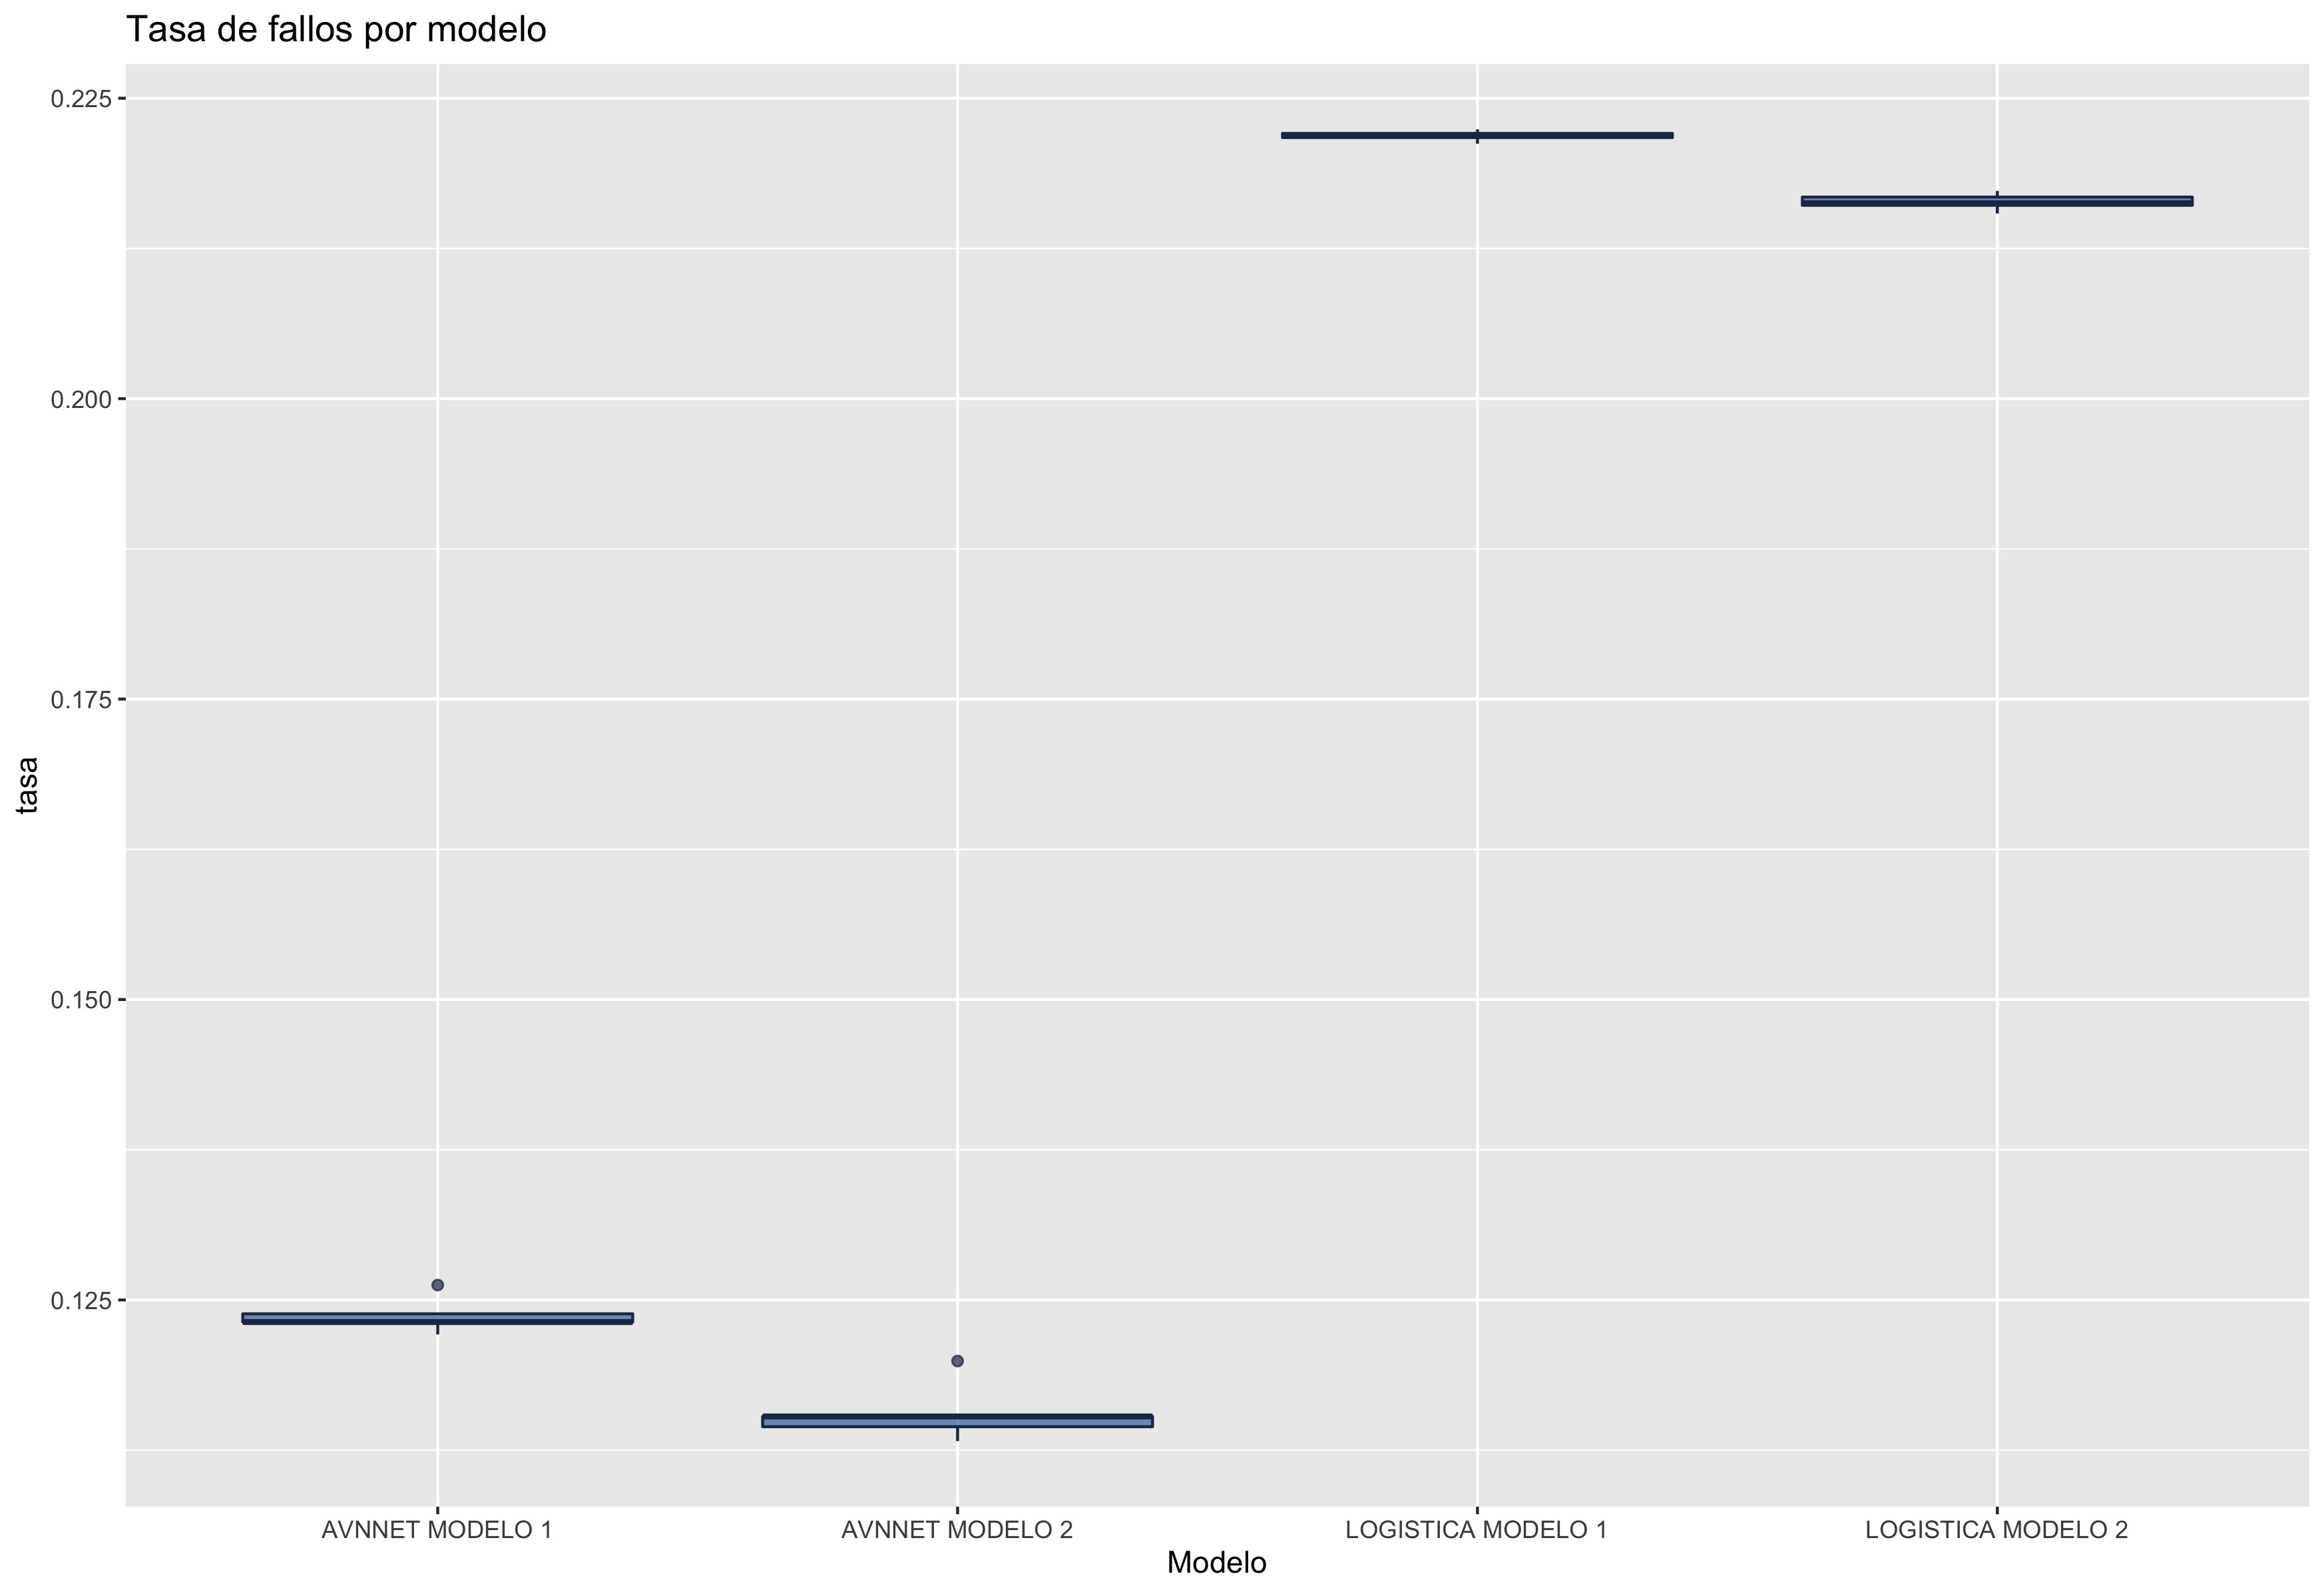 Tasa de fallos por modelo
0.225
0.200
0.175
tasa
0.150
0.125
AVNNET MODELO 1
AVNNET MODELO 2
LOGISTICA MODELO 1
LOGISTICA MODELO 2
Modelo